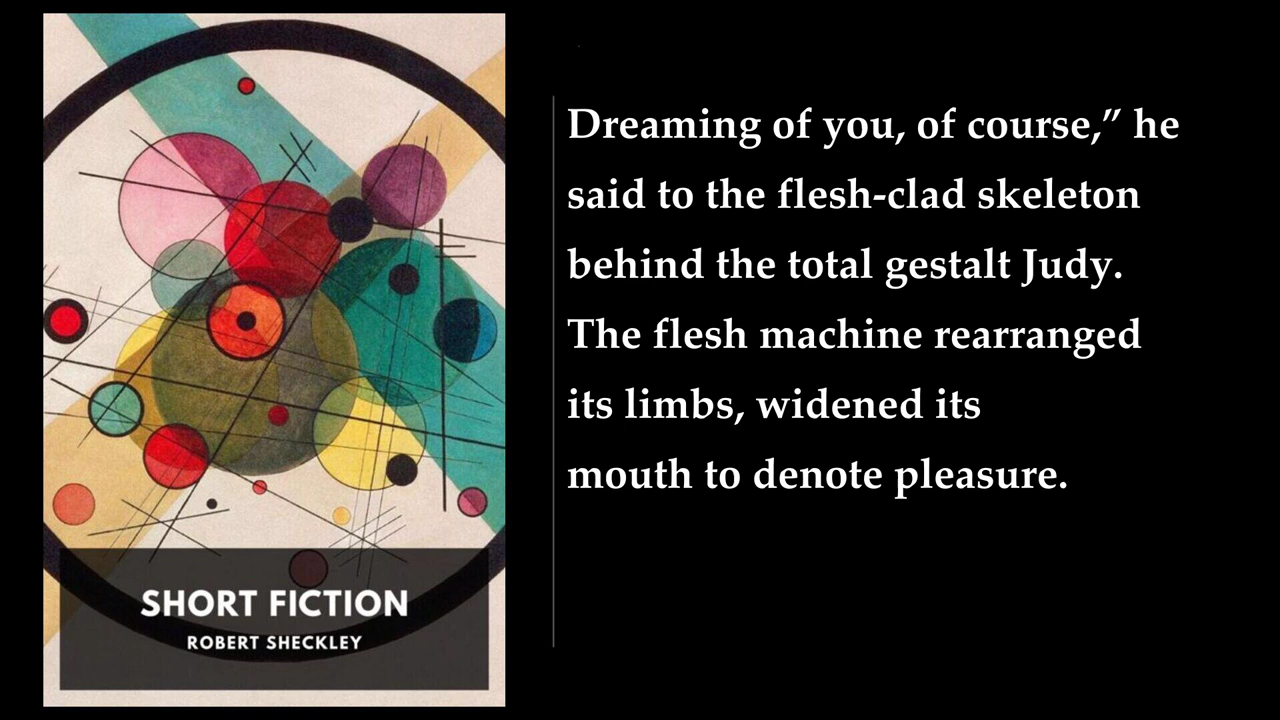 SHORT FICTION
ROBERT SHECKLEY
Dreaming of you, of course,” he
said to the flesh-clad skeleton
behind the total gestalt Judy.
The flesh machine rearranged
its limbs, widened its
mouth to denote pleasure.